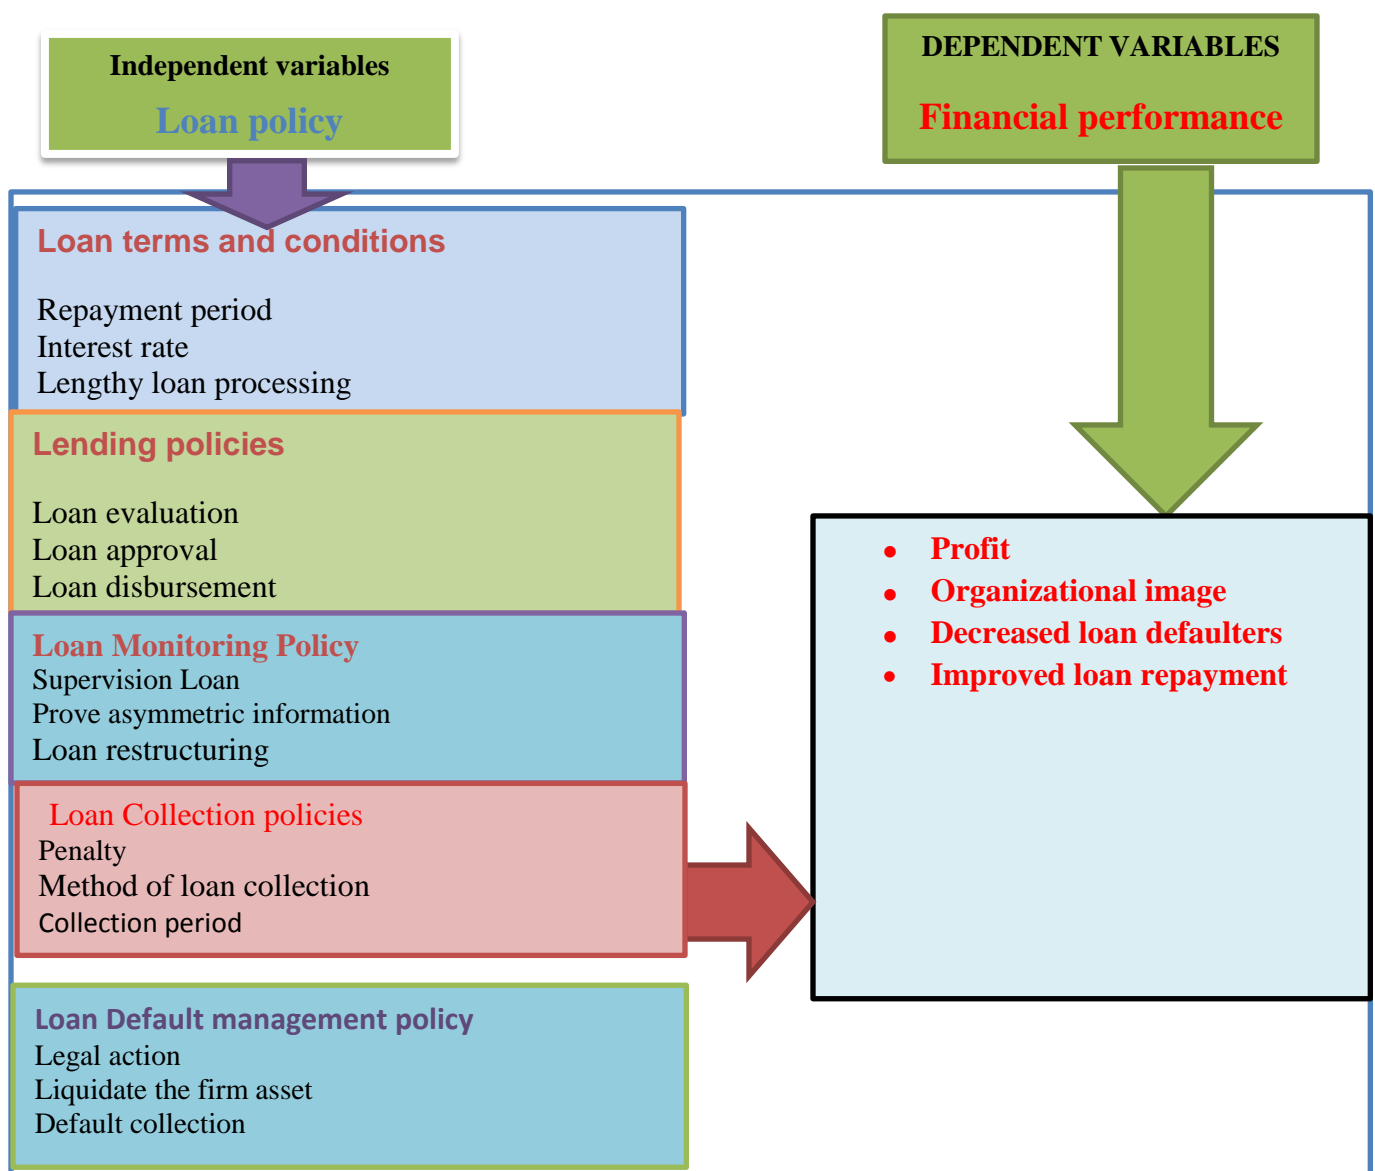 Independent variables
Loan policy
DEPENDENT VARIABLES
Financial performance
Loan terms and conditions
Repayment period
Interest rate
Lengthy loan processing
Lending policies
Loan evaluation
Loan approval
Loan disbursement
Loan Monitoring Policy
Supervision Loan
Prove asymmetric information
Loan restructuring
Loan Collection policies
Penalty
Method of loan collection
Collection period
Loan Default management policy
Legal action
Liquidate the firm asset
Default collection
• Profit
• Organizational image
• Decreased loan defaulters
• Improved loan repayment